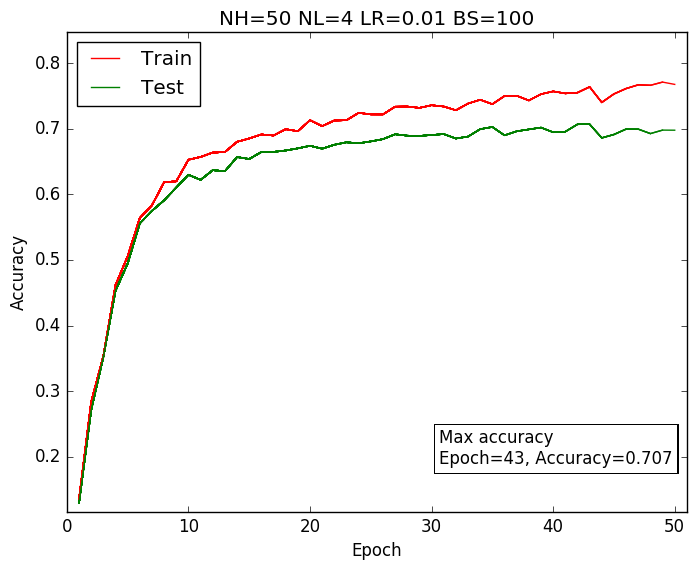 NH=50 NL=4 LR=0.01 BS=100
Train
Test
0.8
0.7
0.6
0.5
0.4
0.3
0.2
Accuracy
Max accuracy
Epoch=43, Accuracy=0.707
0 10 20 30 40 50
Epoch